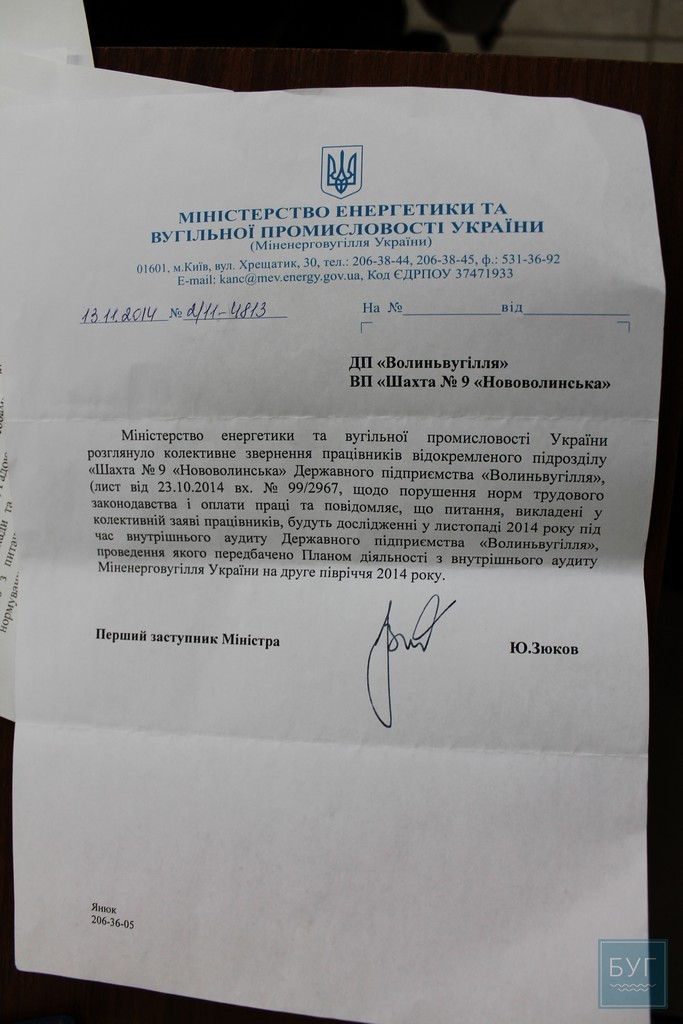 МІНІСТЕРСТВО ЕНЕРГЕТИКИ ТА
ВУГІЛЬНОЇ ПРОМИСЛОВОСТІ УКРАЇНИ
(Міненерговугілля України)
01601, м.Київ, вул. Хрещатик, 30, тел.: 206-38-44, 206-38-45, ф.: 531-36-92
E-mail: kanc@mev.energy.gov.ua, Код ЄДРПОУ 37471933
13.11.2014 № 2/11-4813 На № від
ДП «Волиньвугілля»
ВП «Шахта № 9 «Нововолинська»
Міністерство енергетики та вугільної промисловості України
розглянуло колективне звернення працівників відокремленого підрозділу
«Шахта № 9 «Нововолинська» Державного підприємства «Волиньвугілля»,
(лист від 23.10.2014 вх. № 99/2967, щодо порушення норм трудового
законодавства і оплати праці та повідомляє, що питання, викладені у
колективній заяві працівників, будуть дослідженні у листопаді 2014 року під
час внутрішнього аудиту Державного підприємства «Волиньвугілля»,
проведення якого передбачено Планом діяльності з внутрішнього аудиту
Міненерговугілля України на друге півріччя 2014 року.
Перший заступник Міністра Ю.Зюков
Янюк
206-36-05
БУГ